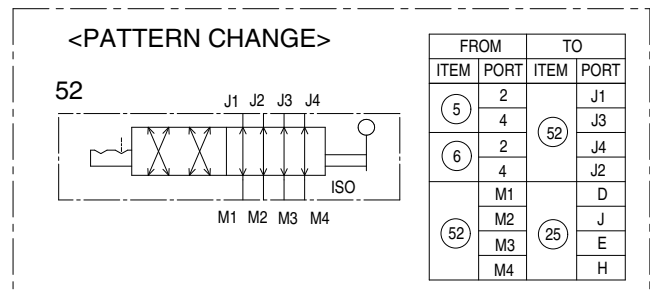 <PATTERN CHANGE>
52
J1 J2 J3 J4
ISO
M1 M2 M3 M4
FROM TO
ITEM PORT ITEM PORT
5 2 52 J1
4 J3
6 2 J4
4 J2
52 M1 25 D
M2 J
M3 E
M4 H